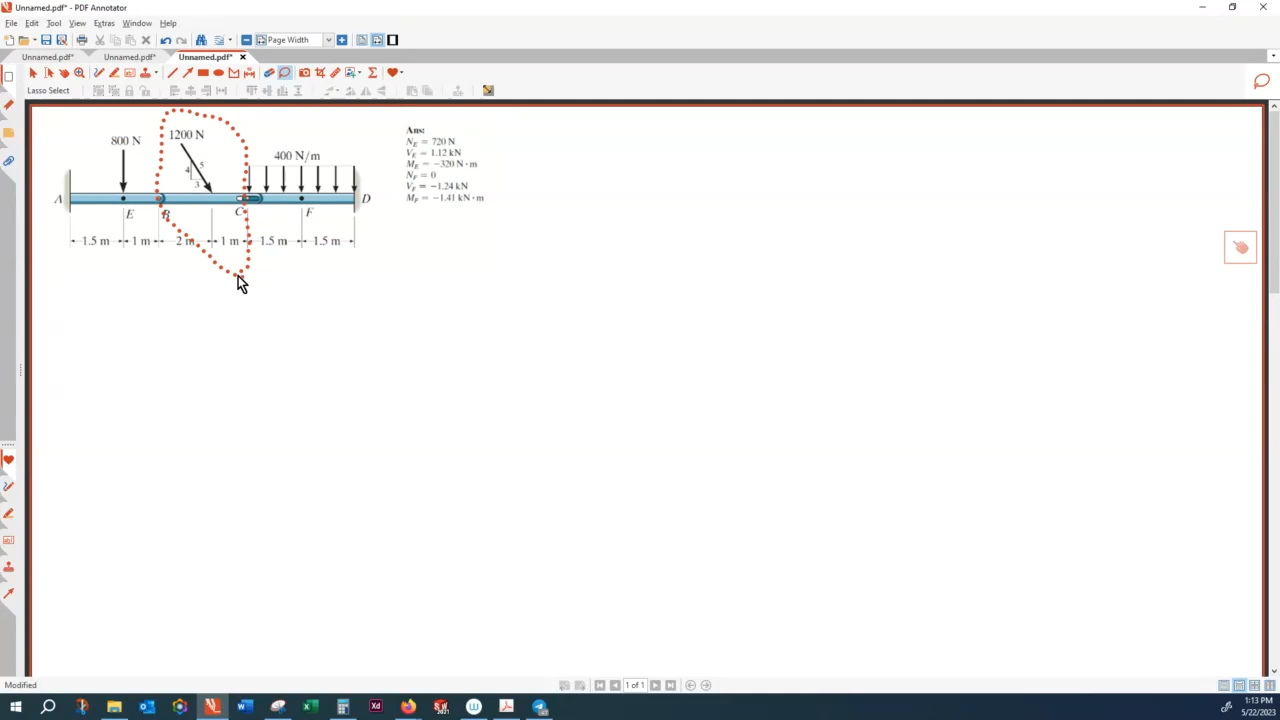 Unnamed.pdf* - PDF Annotator
File Edit Tool View Extras Window Help
Page Width
Unnamed.pdf* Unnamed.pdf* Unnamed.pdf*
Lasso Select
800 N
1200 N
5
4
3
400 N/m
A
E
B
C
F
D
1.5 m 1 m 2 m 1 m 1.5 m 1.5 m
Ans:
N_E = 720 N
V_E = 1.12 kN
M_E = −320 N·m
N_F = 0
V_F = −1.24 kN
M_F = −1.41 kN·m
Modified
1 of 1
Xd
1:13 PM
5/22/2023